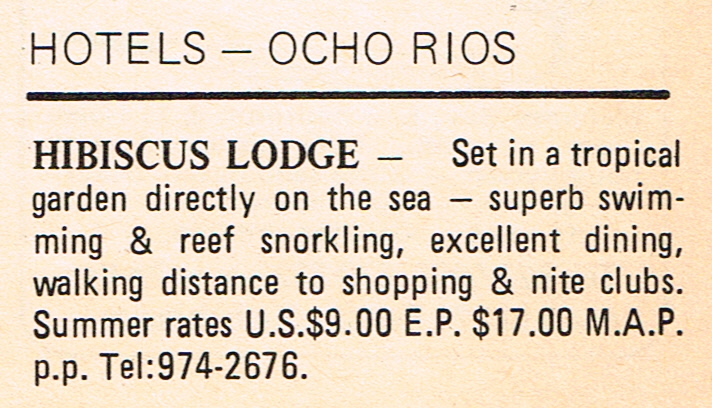 HOTELS — OCHO RIOS
HIBISCUS LODGE — Set in a tropical
garden directly on the sea — superb swim-
ming & reef snorkling, excellent dining,
walking distance to shopping & nite clubs.
Summer rates U.S.$9.00 E.P. $17.00 M.A.P.
p.p. Tel:974-2676.